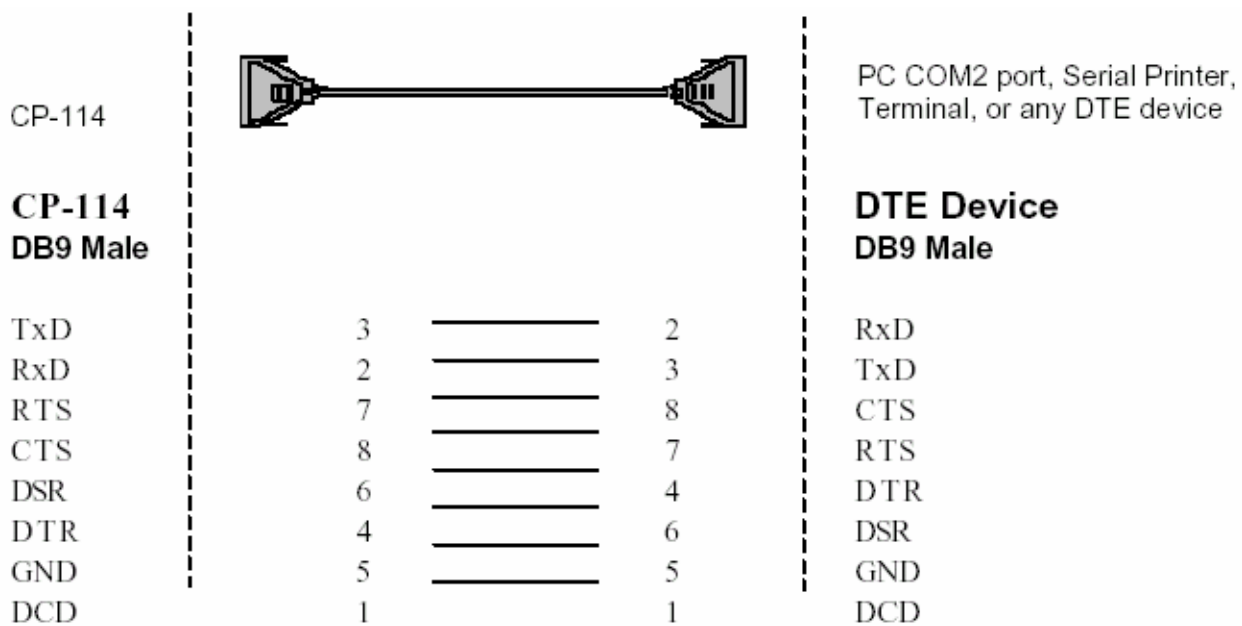 CP-114
PC COM2 port, Serial Printer,
Terminal, or any DTE device
CP-114
DB9 Male
DTE Device
DB9 Male
TxD 3 2 RxD
RxD 2 3 TxD
RTS 7 8 CTS
CTS 8 7 RTS
DSR 6 4 DTR
DTR 4 6 DSR
GND 5 5 GND
DCD 1 1 DCD